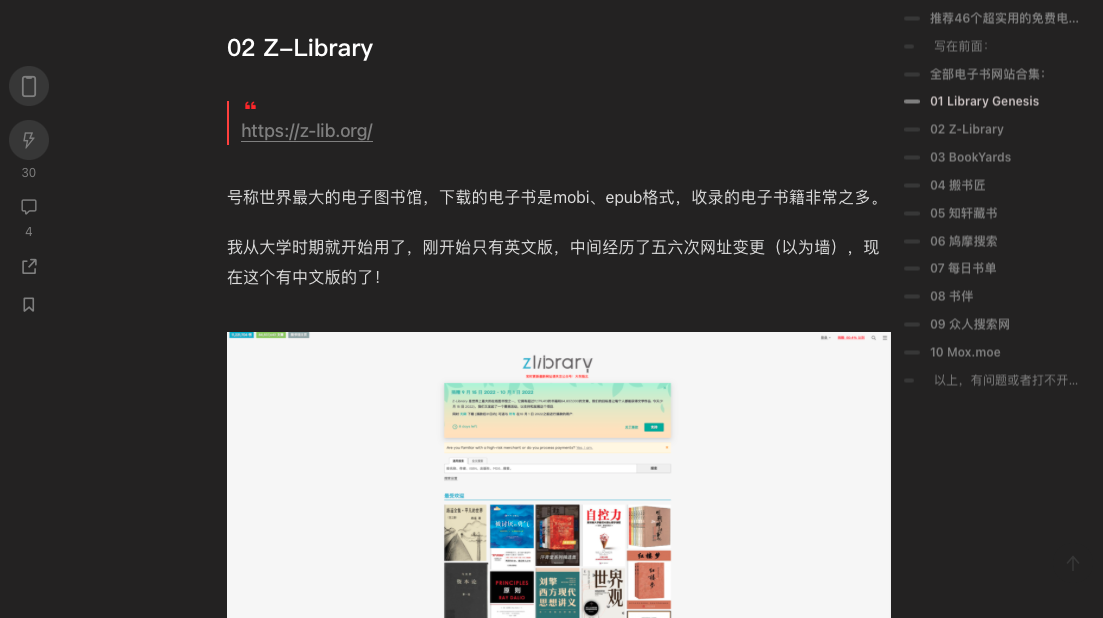 02 Z-Library
https://z-lib.org/
号称世界最大的电子图书馆，下载的电子书是mobi、epub格式，收录的电子书籍非常之多。
我从大学时期就开始用了，刚开始只有英文版，中间经历了五六次网址变更（以为墙），现
在这个有中文版的了！
30
4
推荐46个超实用的免费电...
写在前面：
全部电子书网站合集：
01 Library Genesis
02 Z-Library
03 BookYards
04 搬书匠
05 知轩藏书
06 鸠摩搜索
07 每日书单
08 书伴
09 众人搜索网
10 Mox.moe
以上，有问题或者打不开...
zlibrary
Are you familiar with a high-risk merchant or do you process payments?
被讨厌的勇气
自控力
红楼梦
PRINCIPLES
原则
RAY DALIO
刘擎
西方现代
思想讲义
世界观
红楼梦